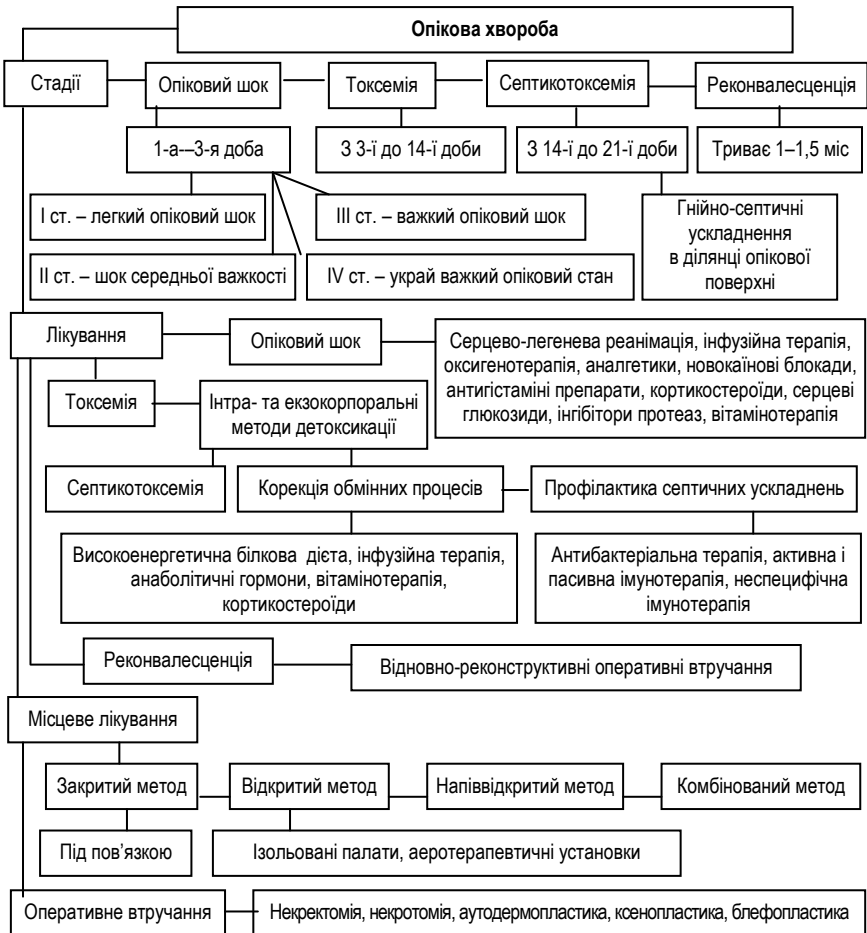 Опікова хвороба
Стадії
Опіковий шок
Токсемія
Септикотоксемія
Реконвалесценція
1-а-–3-я доба
З 3-ї до 14-ї доби
З 14-ї до 21-ї доби
Триває 1–1,5 міс
І ст. – легкий опіковий шок
ІІІ ст. – важкий опіковий шок
Гнійно-септичні
ускладнення
в ділянці опікової
поверхні
ІІ ст. – шок середньої важкості
IV ст. – украй важкий опіковий стан
Лікування
Опіковий шок
Серцево-легенева реанімація, інфузійна терапія,
оксигенотерапія, аналгетики, новокаїнові блокади,
антигістаміні препарати, кортикостероїди, серцеві
глюкозиди, інгібітори протеаз, вітамінотерапія
Токсемія
Інтра- та екзокорпоральні
методи детоксикації
Септикотоксемія
Корекція обмінних процесів
Профілактика септичних ускладнень
Високоенергетична білкова дієта, інфузійна терапія,
анаболітичні гормони, вітамінотерапія,
кортикостероїди
Антибактеріальна терапія, активна і
пасивна імунотерапія, неспецифічна
імунотерапія
Реконвалесценція
Відновно-реконструктивні оперативні втручання
Місцеве лікування
Закритий метод
Відкритий метод
Напіввідкритий метод
Комбінований метод
Під пов’язкою
Ізольовані палати, аеротерапевтичні установки
Оперативне втручання
Некректомія, некротомія, аутодермопластика, ксенопластика, блефопластика